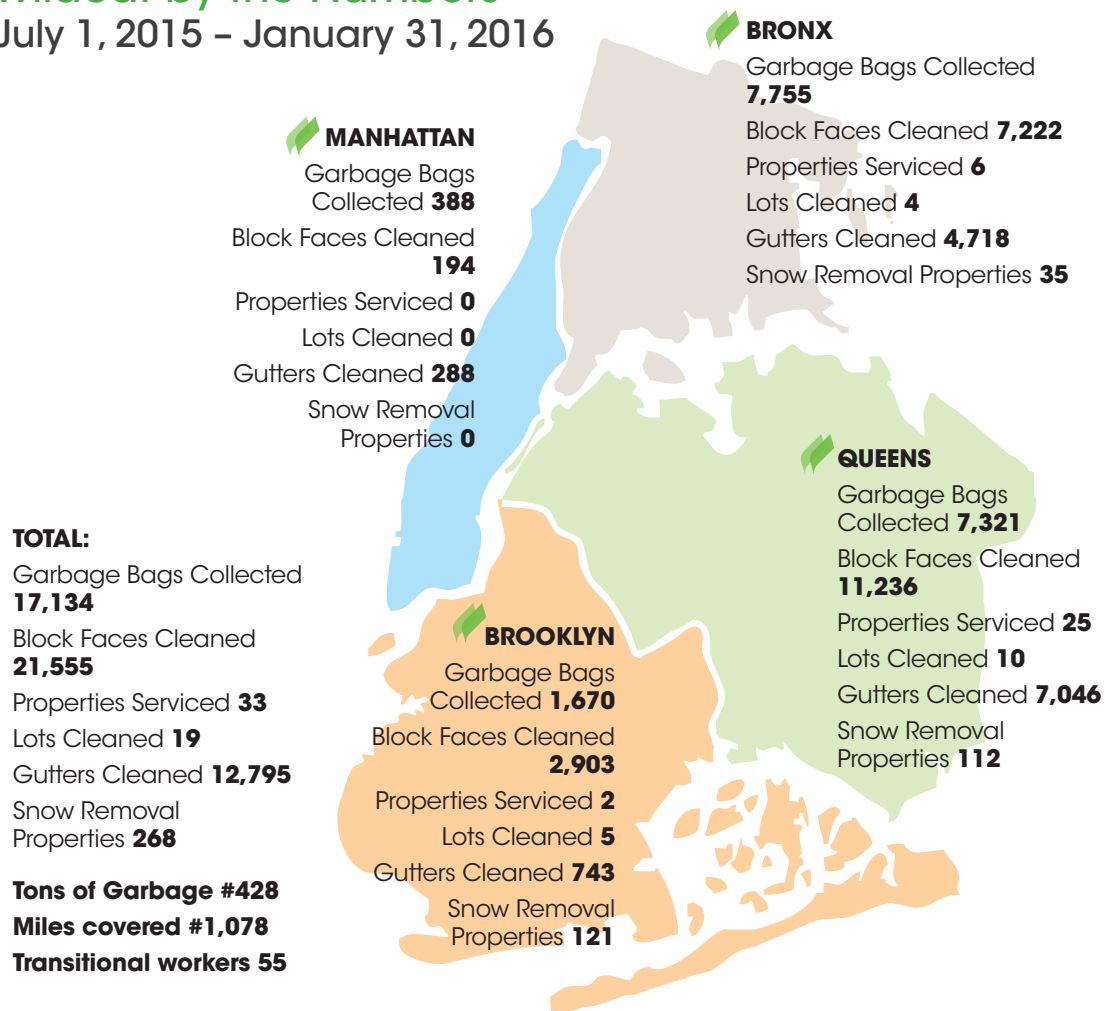 July 1, 2015 – January 31, 2016
BRONX
Garbage Bags Collected
7,755
Block Faces Cleaned 7,222
Properties Serviced 6
Lots Cleaned 4
Gutters Cleaned 4,718
Snow Removal Properties 35
MANHATTAN
Garbage Bags
Collected 388
Block Faces Cleaned
194
Properties Serviced 0
Lots Cleaned 0
Gutters Cleaned 288
Snow Removal
Properties 0
QUEENS
Garbage Bags
Collected 7,321
Block Faces Cleaned
11,236
Properties Serviced 25
Lots Cleaned 10
Gutters Cleaned 7,046
Snow Removal
Properties 112
TOTAL:
Garbage Bags Collected
17,134
Block Faces Cleaned
21,555
Properties Serviced 33
Lots Cleaned 19
Gutters Cleaned 12,795
Snow Removal
Properties 268
Tons of Garbage #428
Miles covered #1,078
Transitional workers 55
BROOKLYN
Garbage Bags
Collected 1,670
Block Faces Cleaned
2,903
Properties Serviced 2
Lots Cleaned 5
Gutters Cleaned 743
Snow Removal
Properties 121